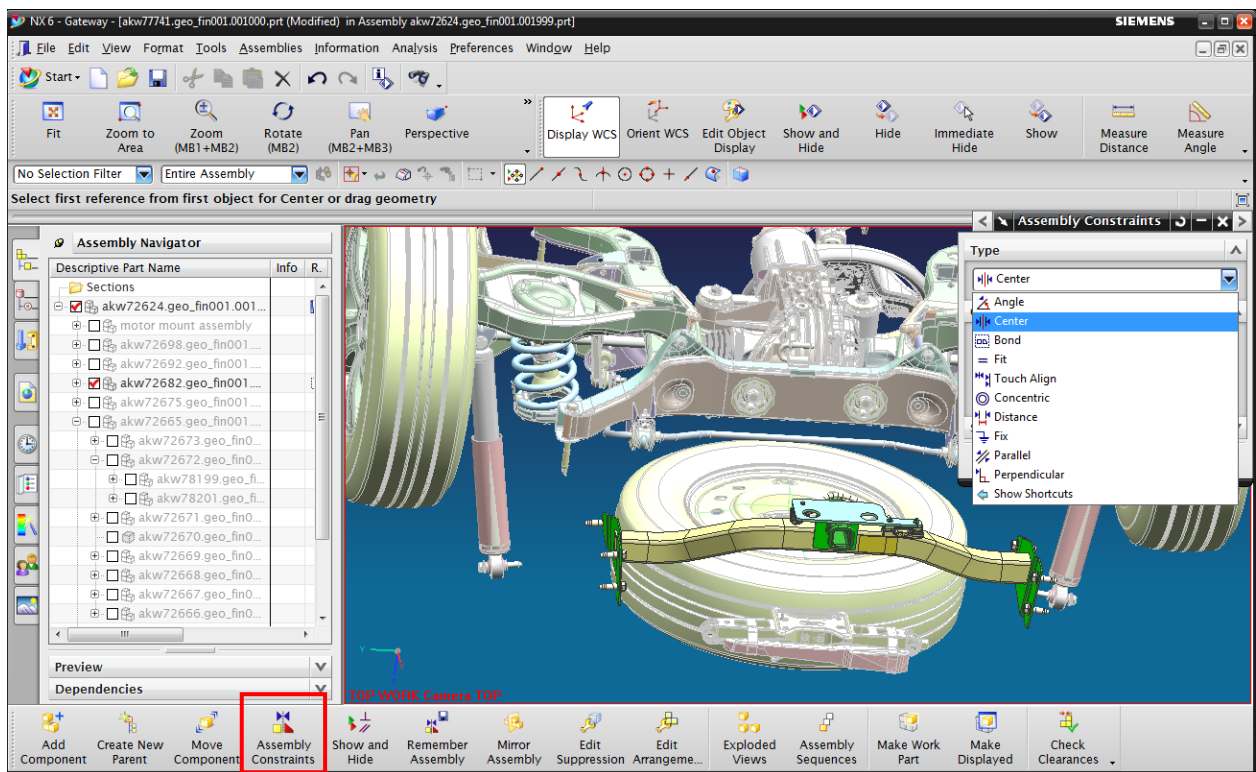 NX 6 - Gateway - [akw77741.geo_fin001.001000.prt (Modified) in Assembly akw72624.geo_fin001.001999.prt]
SIEMENS
File Edit View Format Tools Assemblies Information Analysis Preferences Window Help
Start
Fit
Zoom to Area
Zoom (MB1+MB2)
Rotate (MB2)
Pan (MB2+MB3)
Perspective
Display WCS
Orient WCS
Edit Object Display
Show and Hide
Hide
Immediate Hide
Show
Measure Distance
Measure Angle
No Selection Filter
Entire Assembly
Select first reference from first object for Center or drag geometry
Assembly Navigator
Descriptive Part Name Info R.
Sections
akw72624.geo_fin001.001...
motor mount assembly
akw72698.geo_fin001....
akw72692.geo_fin001....
akw72682.geo_fin001....
akw72675.geo_fin001....
akw72665.geo_fin001....
akw72673.geo_fin0...
akw72672.geo_fin0...
akw78199.geo_fi...
akw78201.geo_fi...
akw72671.geo_fin0...
akw72670.geo_fin0...
akw72669.geo_fin0...
akw72668.geo_fin0...
akw72667.geo_fin0...
akw72666.geo_fin0...
Preview
Dependencies
Assembly Constraints
Type
Center
Angle
Center
Bond
Fit
Touch Align
Concentric
Distance
Fix
Parallel
Perpendicular
Show Shortcuts
Y
TOP WORK Camera TOP
Add Component
Create New Parent
Move Component
Assembly Constraints
Show and Hide
Remember Assembly
Mirror Assembly
Edit Suppression
Edit Arrangeme...
Exploded Views
Assembly Sequences
Make Work Part
Make Displayed
Check Clearances